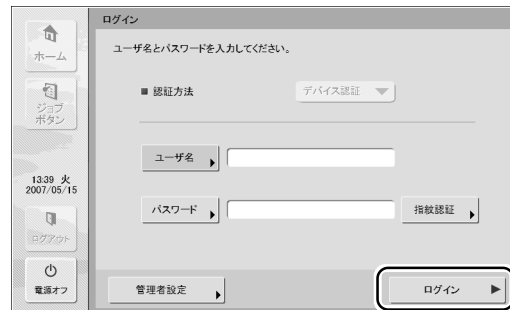 ログイン
ユーザ名とパスワードを入力してください。
ホーム
■ 認証方法
デバイス認証
ジョブ
ボタン
ユーザ名
13:39 火
2007/05/15
パスワード
指紋認証
ログアウト
電源オフ
管理者設定
ログイン